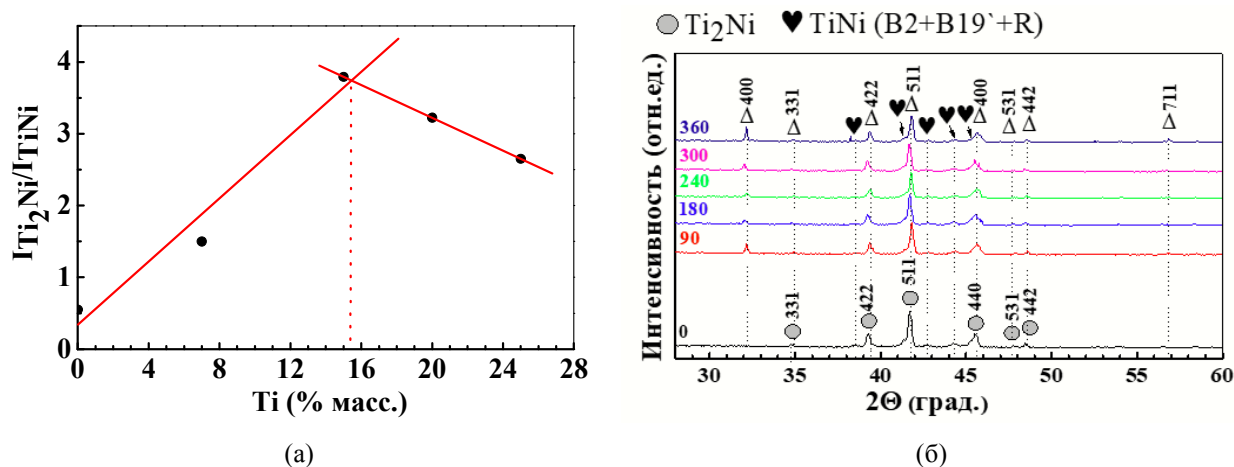 I Ti2Ni/I TiNi
4
3
2
1
0
0 4 8 12 16 20 24 28
Ti (% масс.)
(а)
Ti2Ni TiNi (B2+B19`+R)
Интенсивность (отн.ед.)
400 331 422 511 400 531 442 711
360
300
240
180
90
0
331 422 511 440 531 442
30 35 40 45 50 55 60
2Θ (град.)
(б)